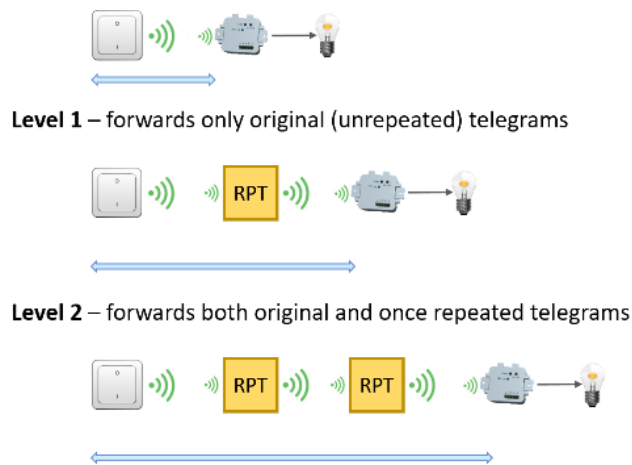 Level 1 – forwards only original (unrepeated) telegrams
RPT
Level 2 – forwards both original and once repeated telegrams
RPT RPT